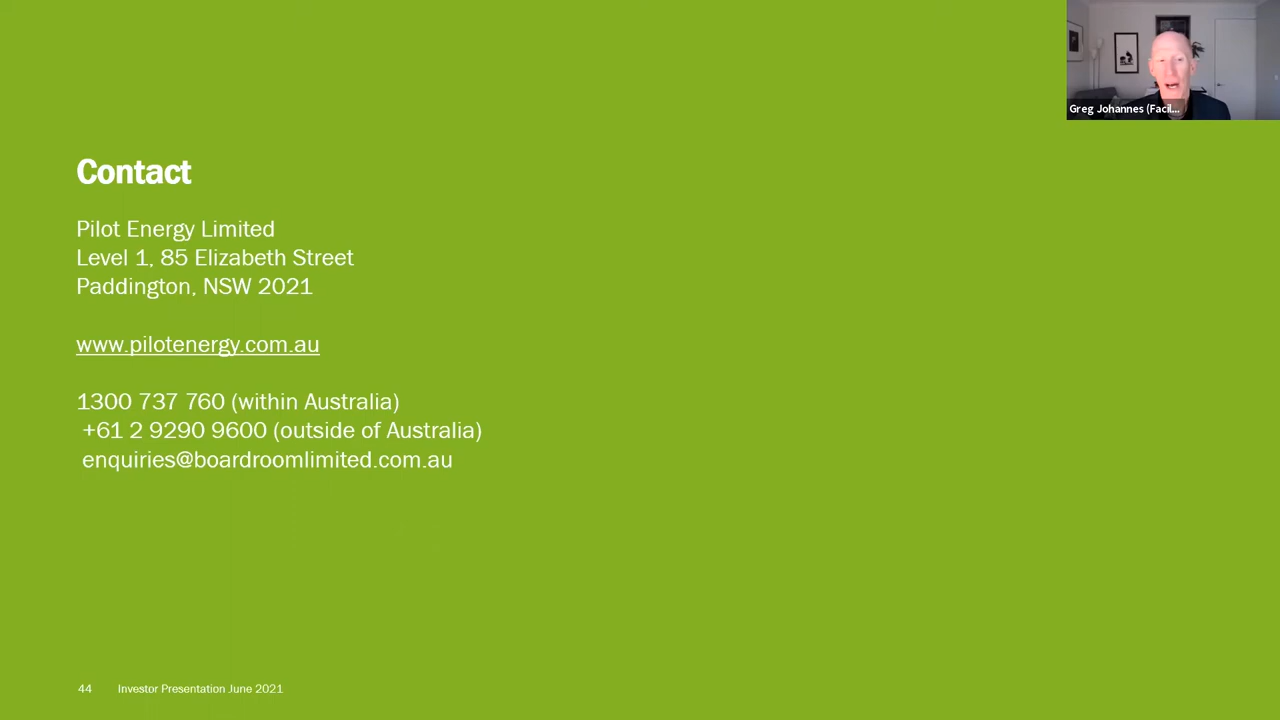 Greg Johannes (Facil...
Contact
Pilot Energy Limited
Level 1, 85 Elizabeth Street
Paddington, NSW 2021
www.pilotenergy.com.au
1300 737 760 (within Australia)
+61 2 9290 9600 (outside of Australia)
enquiries@boardroomlimited.com.au
44 Investor Presentation June 2021